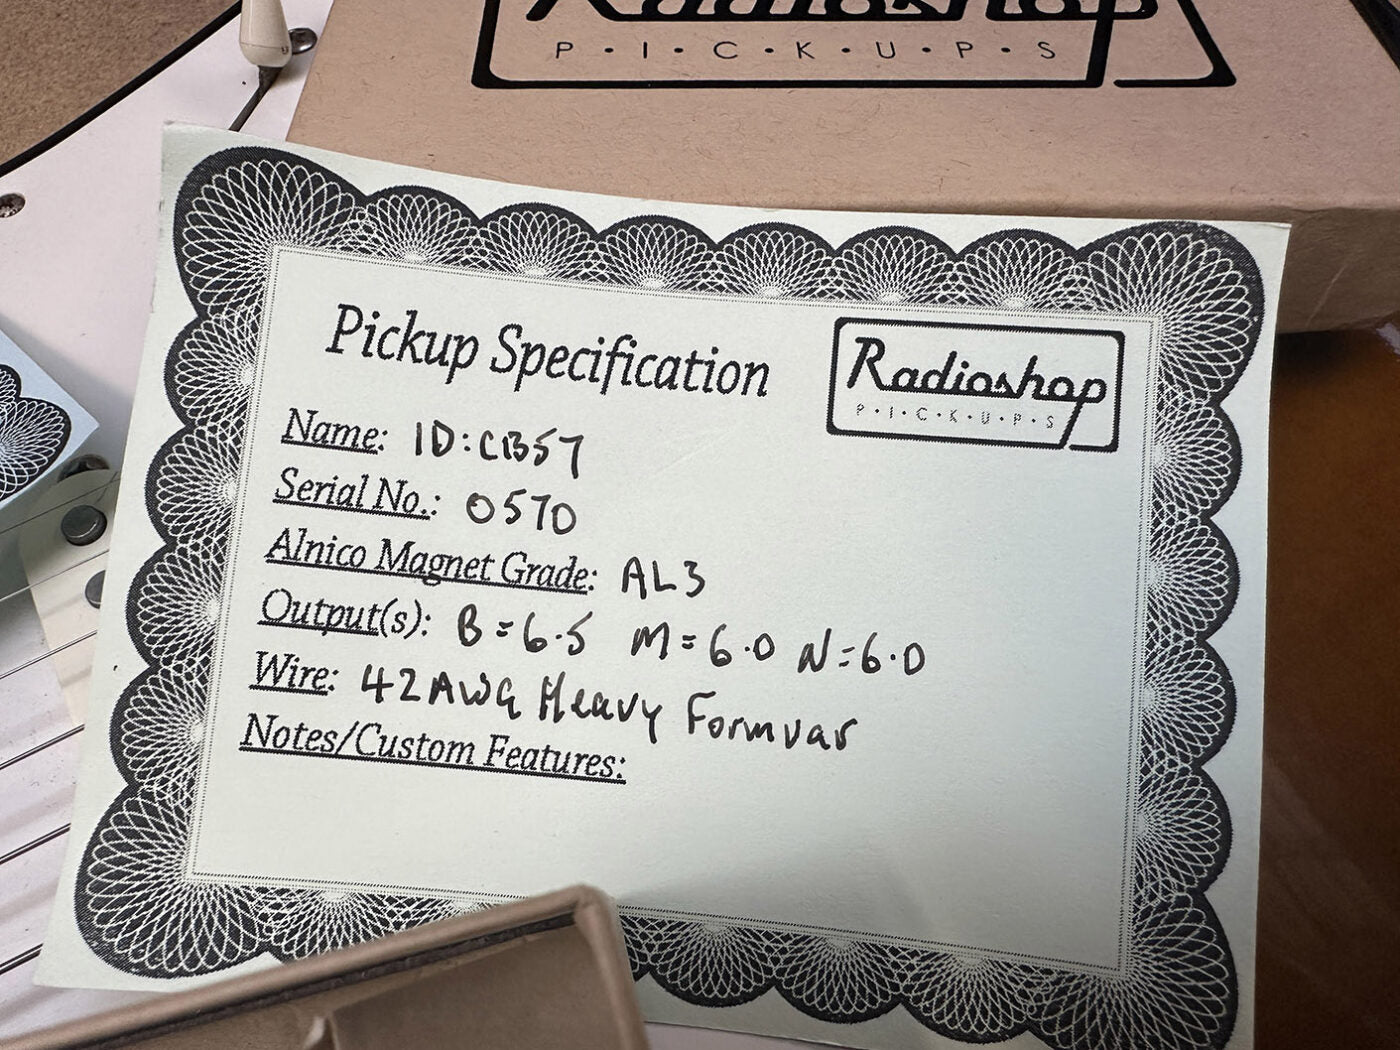 Radioshop
P·I·C·K·U·P·S
Pickup Specification
Radioshop
P·I·C·K·U·P·S
Name: ID:CB57
Serial No.: 0570
Alnico Magnet Grade: AL3
Output(s): B=6.5 M=6.0 N=6.0
Wire: 42AWG Heavy Formvar
Notes/Custom Features: